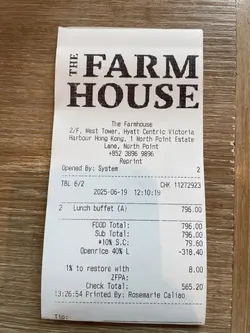 THE FARM
HOUSE
The Farmhouse
2/F, West Tower, Hyatt Centric Victoria
Harbour Hong Kong, 1 North Point Estate
Lane, North Point
+852 3896 9896
Reprint
Opened By: System 2
TBL 6/2 CHK 11272923
2025-06-19 12:10:19
2 Lunch buffet (A) 796.00
FOOD Total: 796.00
Sub Total: 796.00
#10% S.C: 79.60
Openrice 40% L -318.40
1% to restore with 8.00
ZFPA:
Check Total: 565.20
13:26:54 Printed By: Rosemarie Caliao
Tip: